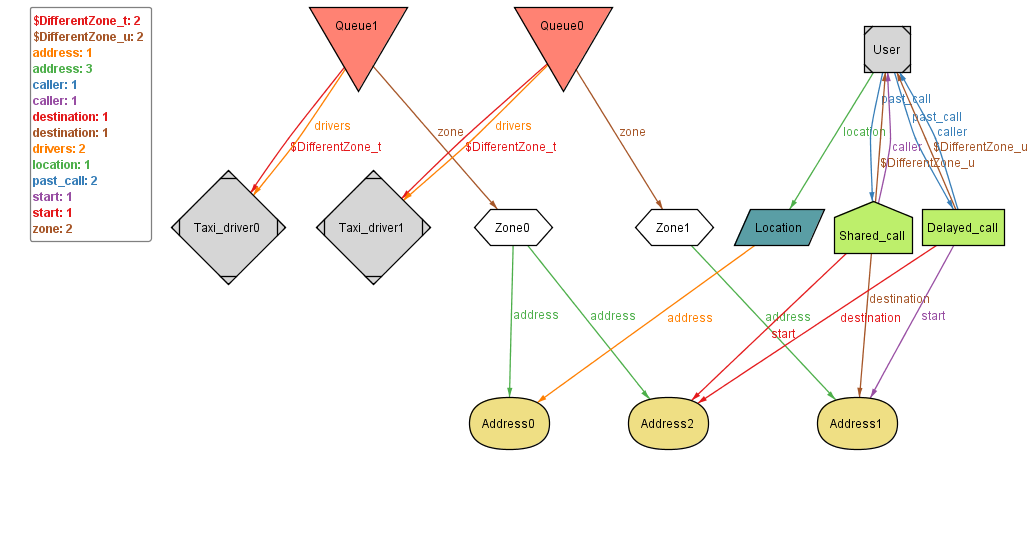 $DifferentZone_t: 2
$DifferentZone_u: 2
address: 1
address: 3
caller: 1
caller: 1
destination: 1
destination: 1
drivers: 2
location: 1
past_call: 2
start: 1
start: 1
zone: 2
Queue1
Queue0
User
past_call
past_call
drivers
drivers
zone
zone
location
caller
caller
$DifferentZone_t
$DifferentZone_t
$DifferentZone_u
$DifferentZone_u
Taxi_driver0
Taxi_driver1
Zone0
Zone1
Location
Shared_call
Delayed_call
destination
address
address
address
address
start
destination
start
Address0
Address2
Address1